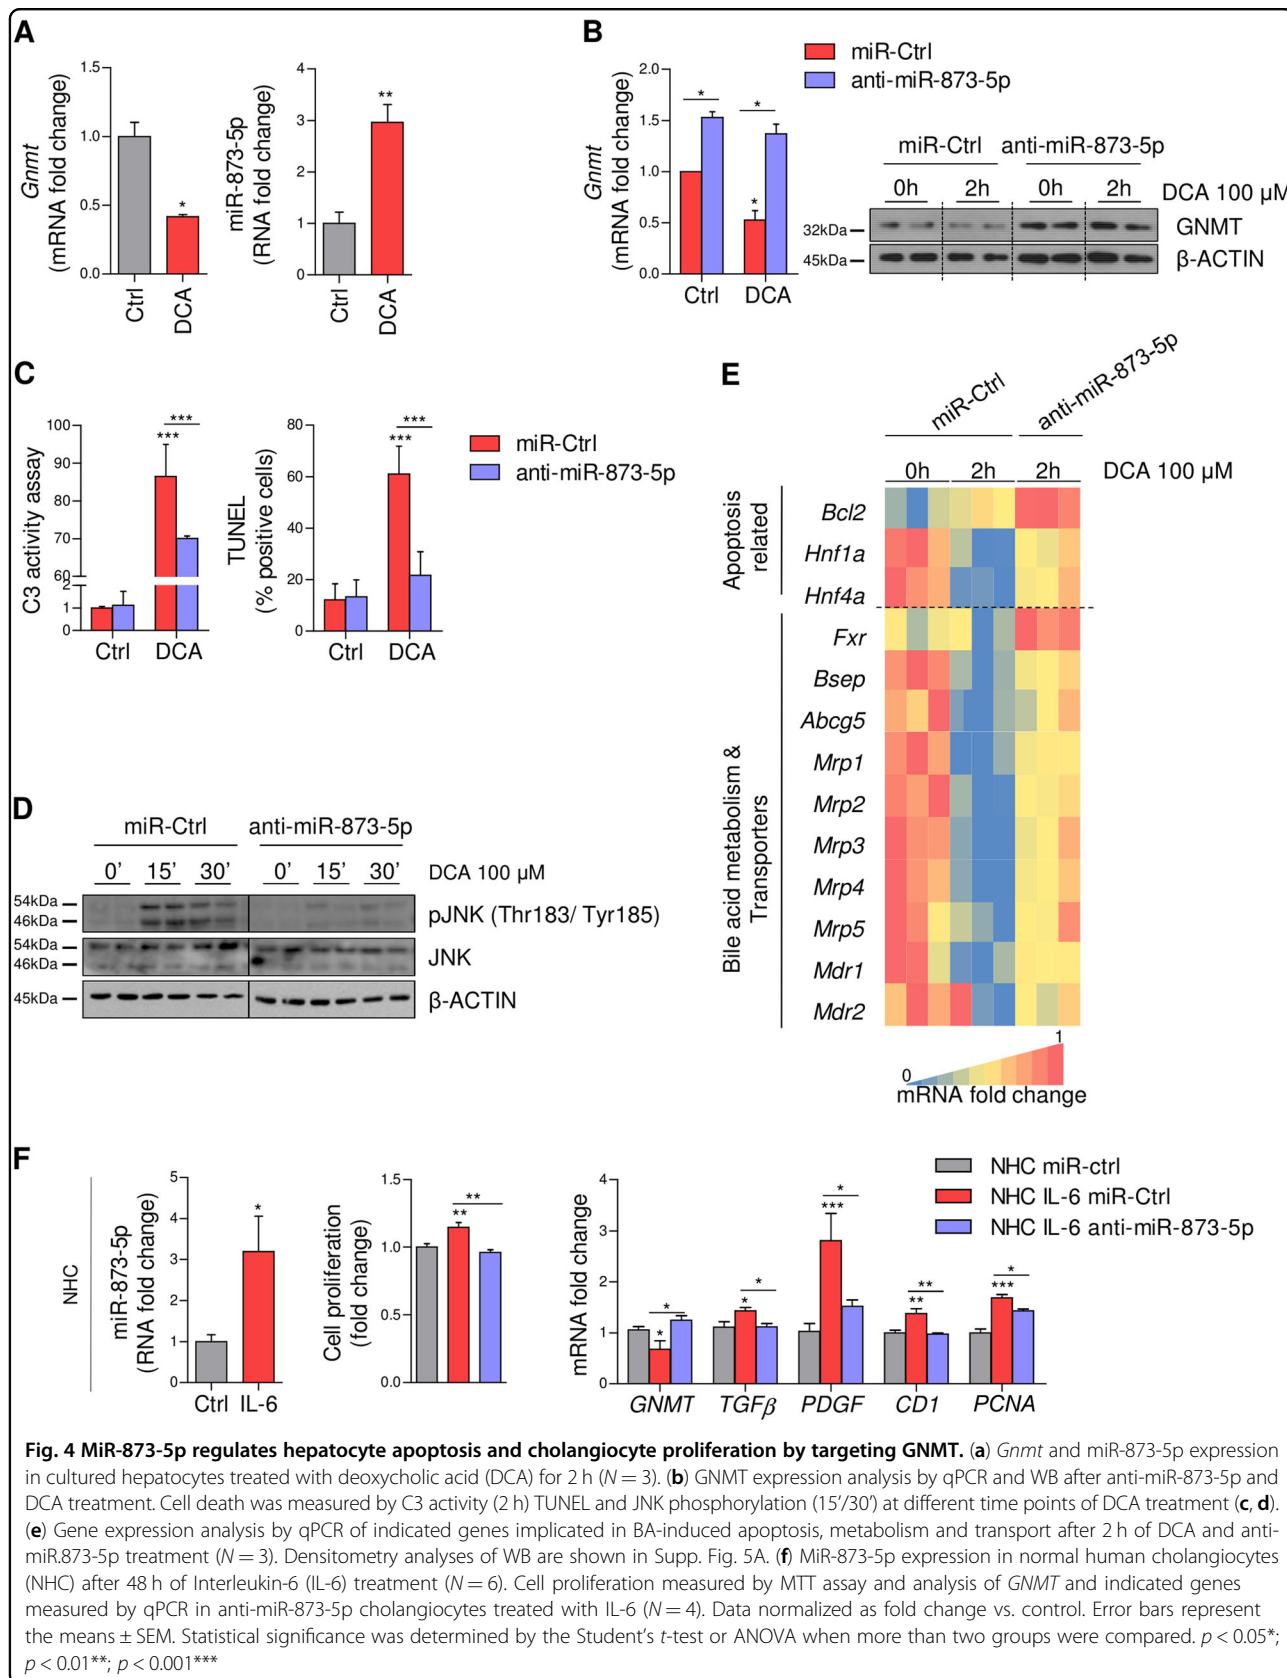 A
Gnmt
(mRNA fold change)
1.5
1.0
0.5
0.0
*
Ctrl
DCA
miR-873-5p
(RNA fold change)
4
3
2
1
0
**
Ctrl
DCA
B
miR-Ctrl
anti-miR-873-5p
Gnmt
(mRNA fold change)
2.0
1.5
1.0
0.5
0.0
*
*
*
Ctrl
DCA
miR-Ctrl anti-miR-873-5p
0h 2h 0h 2h DCA 100 µM
32kDa GNMT
45kDa β-ACTIN
C
C3 activity assay
100
90
80
70
60
2
1
0
***
***
Ctrl
DCA
TUNEL
(% positive cells)
80
60
40
20
0
***
***
Ctrl
DCA
miR-Ctrl
anti-miR-873-5p
D
miR-Ctrl anti-miR-873-5p
0’ 15’ 30’ 0’ 15’ 30’ DCA 100 µM
54kDa
46kDa
pJNK (Thr183/ Tyr185)
54kDa
46kDa
JNK
45kDa β-ACTIN
E
miR-Ctrl
anti-miR-873-5p
0h 2h 2h DCA 100 µM
Apoptosis
related
Bcl2
Hnf1a
Hnf4a
Bile acid metabolism &
Transporters
Fxr
Bsep
Abcg5
Mrp1
Mrp2
Mrp3
Mrp4
Mrp5
Mdr1
Mdr2
0
1
mRNA fold change
F
NHC
miR-873-5p
(RNA fold change)
5
4
3
2
1
0
*
Ctrl IL-6
Cell proliferation
(fold change)
1.5
1.0
0.5
0.0
**
**
NHC miR-ctrl
NHC IL-6 miR-Ctrl
NHC IL-6 anti-miR-873-5p
mRNA fold change
4
3
2
1
0
*
*
*
*
*
***
**
**
*
***
GNMT TGFβ PDGF CD1 PCNA
Fig. 4 MiR-873-5p regulates hepatocyte apoptosis and cholangiocyte proliferation by targeting GNMT. (a) Gnmt and miR-873-5p expression
in cultured hepatocytes treated with deoxycholic acid (DCA) for 2 h (N = 3). (b) GNMT expression analysis by qPCR and WB after anti-miR-873-5p and
DCA treatment. Cell death was measured by C3 activity (2 h) TUNEL and JNK phosphorylation (15’/30’) at different time points of DCA treatment (c, d).
(e) Gene expression analysis by qPCR of indicated genes implicated in BA-induced apoptosis, metabolism and transport after 2 h of DCA and anti-
miR.873-5p treatment (N = 3). Densitometry analyses of WB are shown in Supp. Fig. 5A. (f) MiR-873-5p expression in normal human cholangiocytes
(NHC) after 48 h of Interleukin-6 (IL-6) treatment (N = 6). Cell proliferation measured by MTT assay and analysis of GNMT and indicated genes
measured by qPCR in anti-miR-873-5p cholangiocytes treated with IL-6 (N = 4). Data normalized as fold change vs. control. Error bars represent
the means ± SEM. Statistical significance was determined by the Student’s t-test or ANOVA when more than two groups were compared. p < 0.05*;
p < 0.01**; p < 0.001***